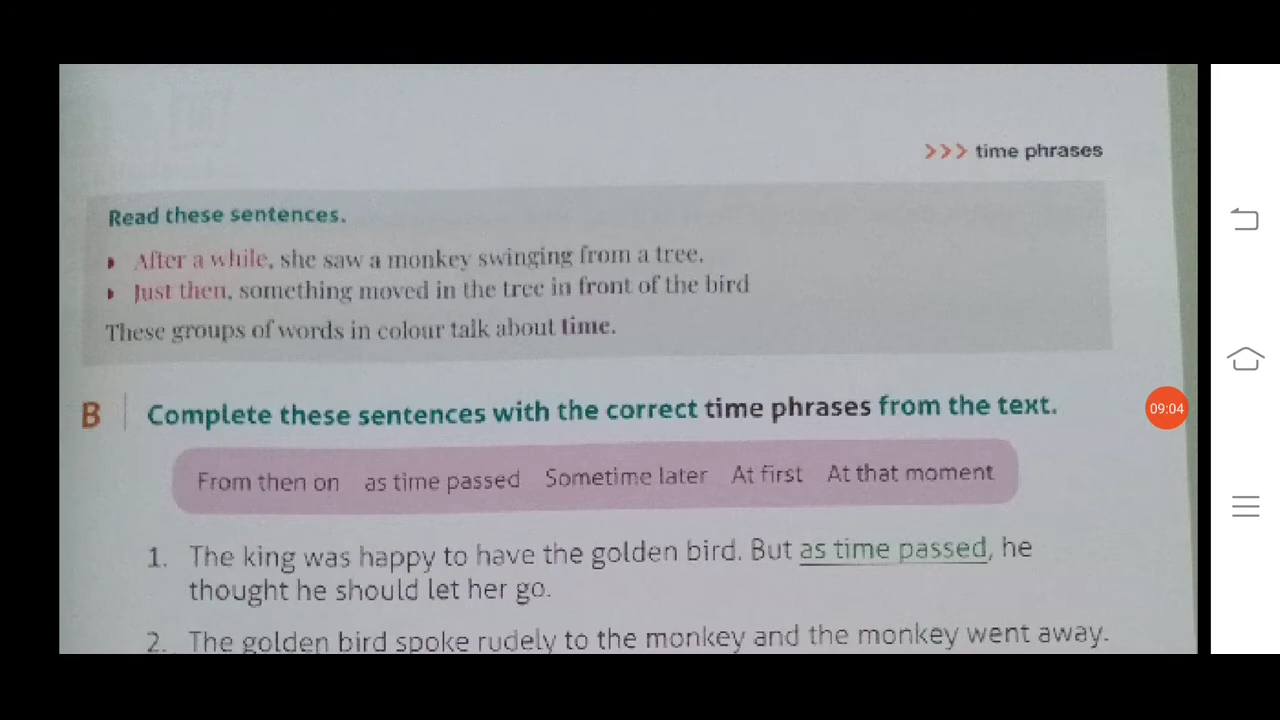 >>> time phrases
Read these sentences.
After a while, she saw a monkey swinging from a tree.
Just then, something moved in the tree in front of the bird
These groups of words in colour talk about time.
B Complete these sentences with the correct time phrases from the text.
From then on as time passed Sometime later At first At that moment
1. The king was happy to have the golden bird. But as time passed, he
thought he should let her go.
2. The golden bird spoke rudely to the monkey and the monkey went away.
09:04